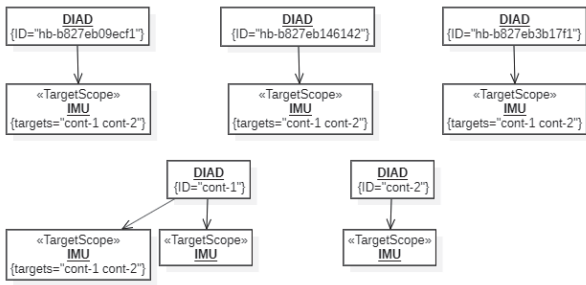 DIAD
{ID="hb-b827eb09ecf1"}
DIAD
{ID="hb-b827eb146142"}
DIAD
{ID="hb-b827eb3b17f1"}
«TargetScope»
IMU
{targets="cont-1 cont-2"}
«TargetScope»
IMU
{targets="cont-1 cont-2"}
«TargetScope»
IMU
{targets="cont-1 cont-2"}
DIAD
{ID="cont-1"}
DIAD
{ID="cont-2"}
«TargetScope»
IMU
{targets="cont-1 cont-2"}
«TargetScope»
IMU
«TargetScope»
IMU